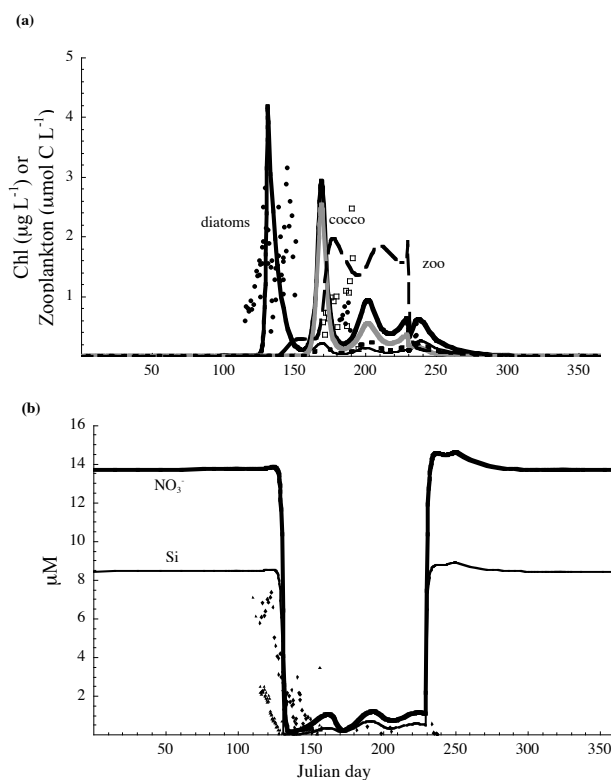 (a)
Chl (μg L⁻¹) or
Zooplankton (μmol C L⁻¹)
5
4
3
2
1
diatoms
cocco
zoo
50 100 150 200 250 300 350
(b)
μM
16
14
12
10
8
6
4
2
NO₃⁻
Si
50 100 150 200 250 300 350
Julian day